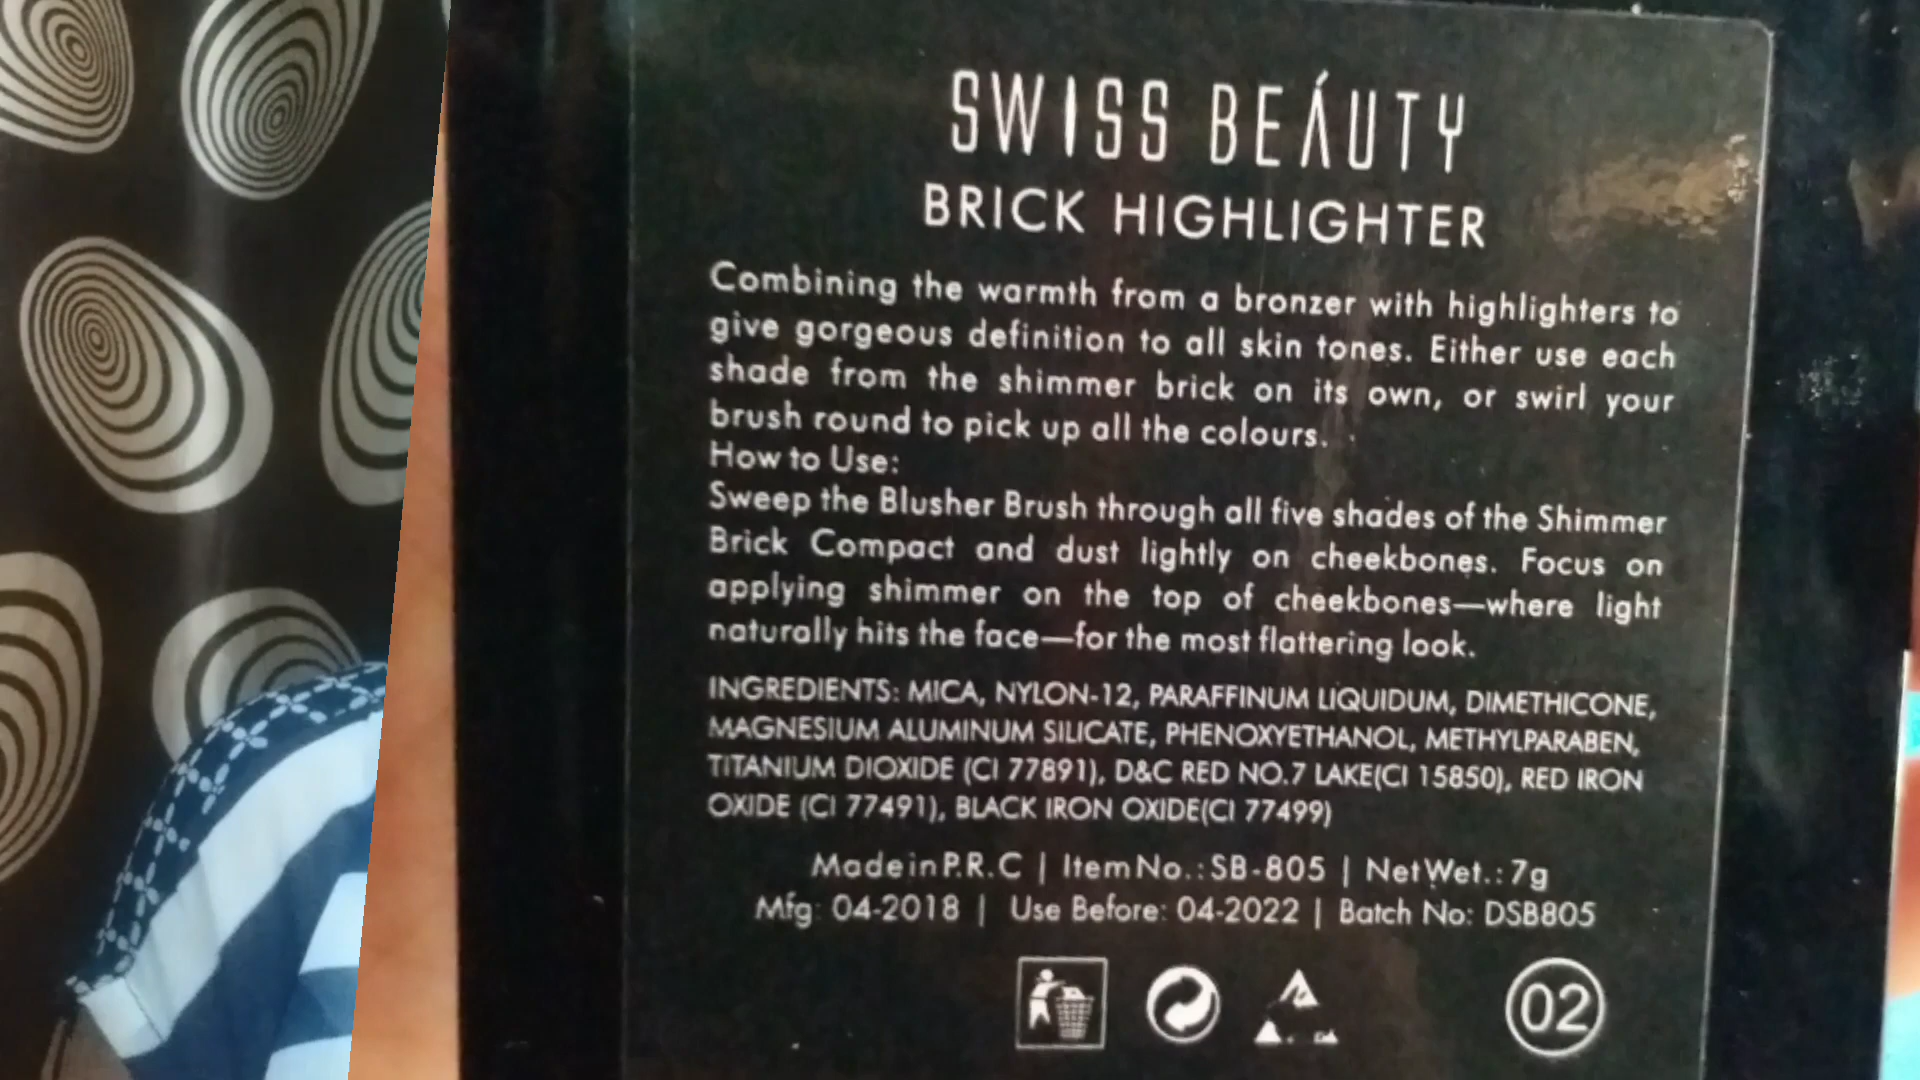 SWISS BEÁUTY
BRICK HIGHLIGHTER
Combining the warmth from a bronzer with highlighters to
give gorgeous definition to all skin tones. Either use each
shade from the shimmer brick on its own, or swirl your
brush round to pick up all the colours.
How to Use:
Sweep the Blusher Brush through all five shades of the Shimmer
Brick Compact and dust lightly on cheekbones. Focus on
applying shimmer on the top of cheekbones—where light
naturally hits the face—for the most flattering look.
INGREDIENTS: MICA, NYLON-12, PARAFFINUM LIQUIDUM, DIMETHICONE,
MAGNESIUM ALUMINUM SILICATE, PHENOXYETHANOL, METHYLPARABEN,
TITANIUM DIOXIDE (CI 77891), D&C RED NO.7 LAKE(CI 15850), RED IRON
OXIDE (CI 77491), BLACK IRON OXIDE(CI 77499)
Made in P.R.C | Item No.: SB-805 | Net Wet.: 7g
Mfg: 04-2018 | Use Before: 04-2022 | Batch No: DSB805
02